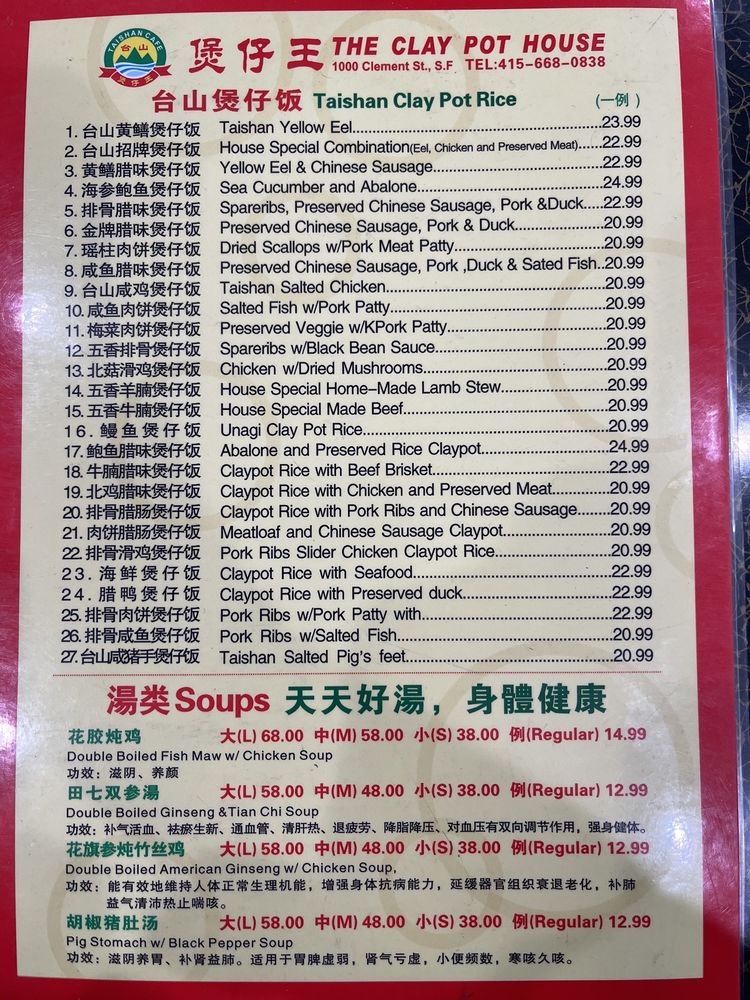 TAISHAN CAFE
台山
煲仔王
煲仔王 THE CLAY POT HOUSE
1000 Clement St., S.F TEL:415-668-0838
台山煲仔饭 Taishan Clay Pot Rice (一例)
1. 台山黄鳝煲仔饭 Taishan Yellow Eel....23.99
2. 台山招牌煲仔饭 House Special Combination(Eel, Chicken and Preserved Meat)....22.99
3. 黄鳝腊味煲仔饭 Yellow Eel & Chinese Sausage....22.99
4. 海参鲍鱼煲仔饭 Sea Cucumber and Abalone....24.99
5. 排骨腊味煲仔饭 Spareribs, Preserved Chinese Sausage, Pork &Duck....22.99
6. 金牌腊味煲仔饭 Preserved Chinese Sausage, Pork & Duck....20.99
7. 瑶柱肉饼煲仔饭 Dried Scallops w/Pork Meat Patty....20.99
8. 咸鱼腊味煲仔饭 Preserved Chinese Sausage, Pork ,Duck & Sated Fish..20.99
9. 台山咸鸡煲仔饭 Taishan Salted Chicken....20.99
10. 咸鱼肉饼煲仔饭 Salted Fish w/Pork Patty....20.99
11. 梅菜肉饼煲仔饭 Preserved Veggie w/KPork Patty....20.99
12. 五香排骨煲仔饭 Spareribs w/Black Bean Sauce....20.99
13. 北菇滑鸡煲仔饭 Chicken w/Dried Mushrooms....20.99
14. 五香羊腩煲仔饭 House Special Home-Made Lamb Stew....20.99
15. 五香牛腩煲仔饭 House Special Made Beef....20.99
16. 鳗鱼煲仔饭 Unagi Clay Pot Rice....20.99
17. 鲍鱼腊味煲仔饭 Abalone and Preserved Rice Claypot....24.99
18. 牛腩腊味煲仔饭 Claypot Rice with Beef Brisket....22.99
19. 北鸡腊味煲仔饭 Claypot Rice with Chicken and Preserved Meat....20.99
20. 排骨腊肠煲仔饭 Claypot Rice with Pork Ribs and Chinese Sausage....20.99
21. 肉饼腊肠煲仔饭 Meatloaf and Chinese Sausage Claypot....20.99
22. 排骨滑鸡煲仔饭 Pork Ribs Slider Chicken Claypot Rice....20.99
23. 海鲜煲仔饭 Claypot Rice with Seafood....22.99
24. 腊鸭煲仔饭 Claypot Rice with Preserved duck....22.99
25. 排骨肉饼煲仔饭 Pork Ribs w/Pork Patty with....22.99
26. 排骨咸鱼煲仔饭 Pork Ribs w/Salted Fish....20.99
27. 台山咸猪手煲仔饭 Taishan Salted Pig's feet....20.99
湯类Soups 天天好湯，身體健康
花胶炖鸡 大(L) 68.00 中(M) 58.00 小(S) 38.00 例(Regular) 14.99
Double Boiled Fish Maw w/ Chicken Soup
功效：滋阴、养颜
田七双参湯 大(L) 58.00 中(M) 48.00 小(S) 38.00 例(Regular) 12.99
Double Boiled Ginseng &Tian Chi Soup
功效：补气活血、袪瘀生新、通血管、清肝热、退疲劳、降脂降压、对血压有双向调节作用，强身健体。
花旗参炖竹丝鸡 大(L) 58.00 中(M) 48.00 小(S) 38.00 例(Regular) 12.99
Double Boiled American Ginseng w/ Chicken Soup,
功效：能有效地维持人体正常生理机能，增强身体抗病能力，延缓器官组织衰退老化，补肺
益气清沛热止喘咳。
胡椒猪肚汤 大(L) 58.00 中(M) 48.00 小(S) 38.00 例(Regular) 12.99
Pig Stomach w/ Black Pepper Soup
功效：滋阴养胃、补肾益肺。适用于胃脾虚弱，肾气亏虚，小便频数，寒咳久咳。